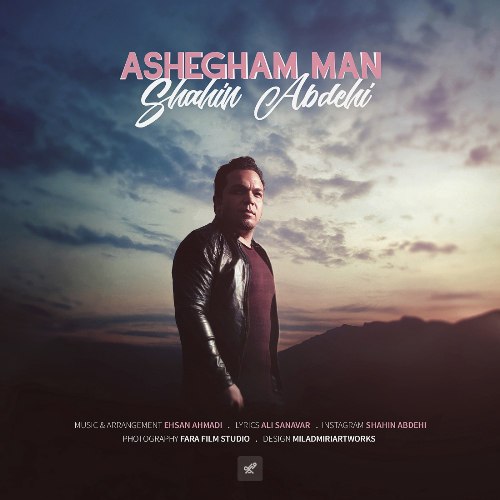 ASHEGHAM MAN
Shahin Abdehi
MUSIC & ARRANGEMENT EHSAN AHMADI . LYRICS ALI SANAVAR . INSTAGRAM SHAHIN ABDEHI
PHOTOGRAPHY FARA FILM STUDIO . DESIGN MILADMIRIARTWORKS